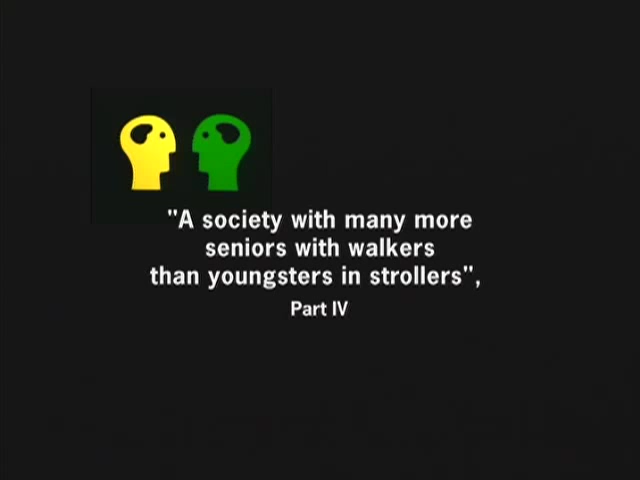 "A society with many more
seniors with walkers
than youngsters in strollers",
Part IV